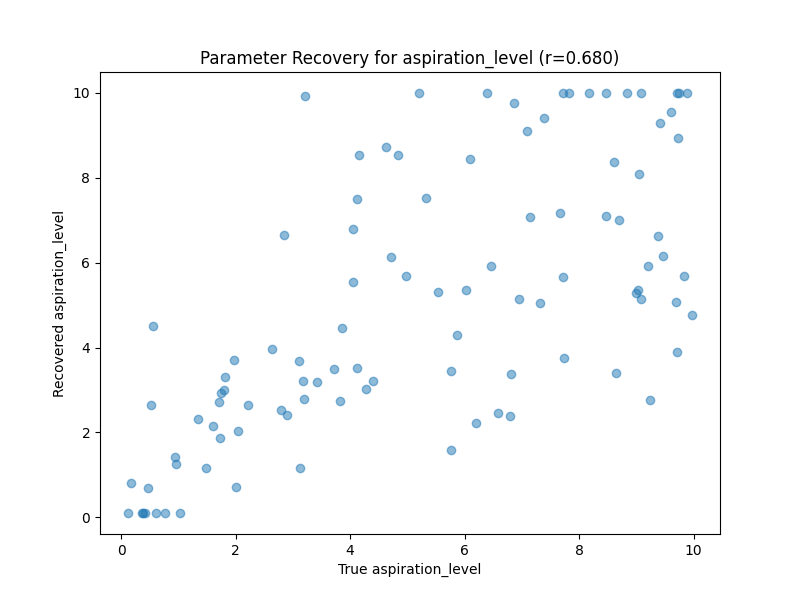 Parameter Recovery for aspiration_level (r=0.680)
10
8
6
4
2
0
Recovered aspiration_level
0 2 4 6 8 10
True aspiration_level